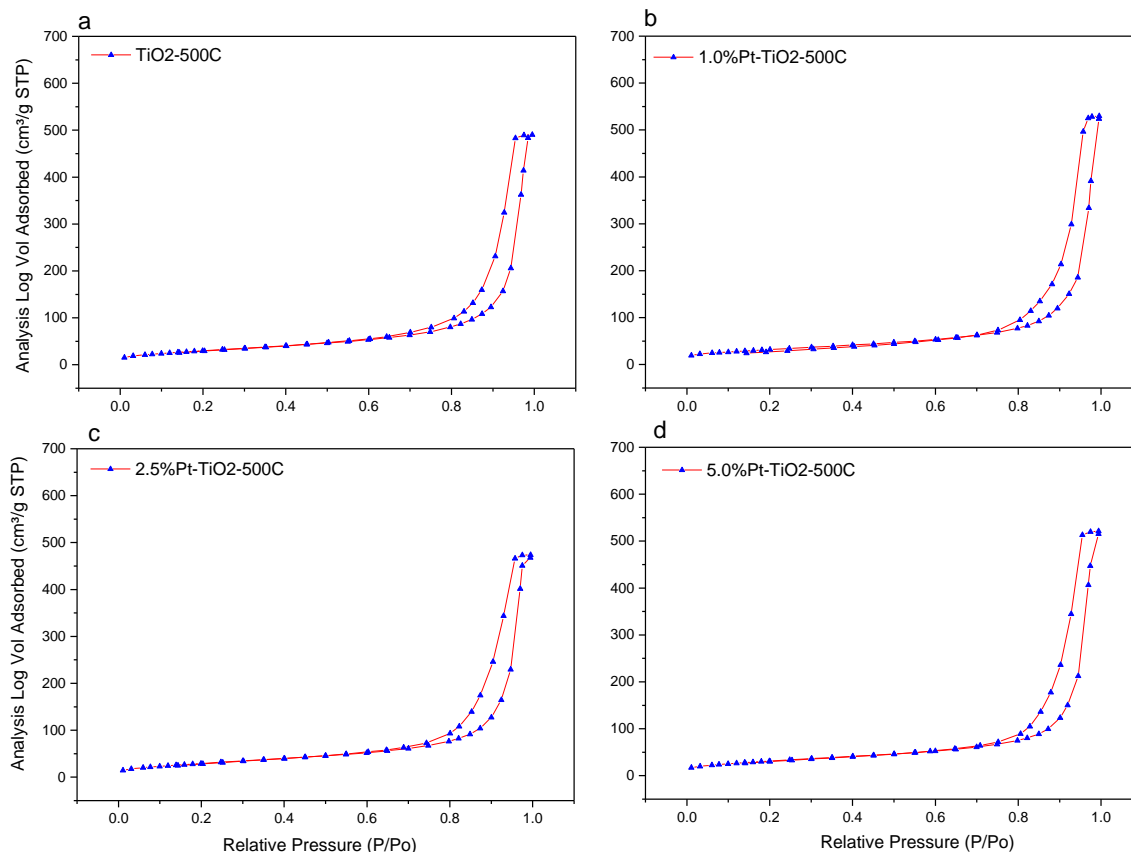 a
TiO2-500C
700
600
500
400
300
200
100
0
0.0 0.2 0.4 0.6 0.8 1.0
Analysis Log Vol Adsorbed (cm³/g STP)
b
1.0%Pt-TiO2-500C
700
600
500
400
300
200
100
0
0.0 0.2 0.4 0.6 0.8 1.0
c
2.5%Pt-TiO2-500C
700
600
500
400
300
200
100
0
0.0 0.2 0.4 0.6 0.8 1.0
Analysis Log Vol Adsorbed (cm³/g STP)
Relative Pressure (P/Po)
d
5.0%Pt-TiO2-500C
700
600
500
400
300
200
100
0
0.0 0.2 0.4 0.6 0.8 1.0
Relative Pressure (P/Po)